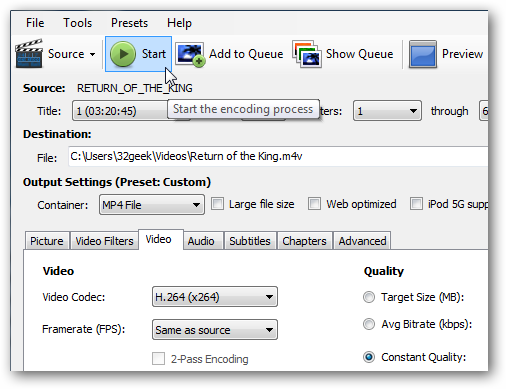 File Tools Presets Help
Source Start Add to Queue Show Queue Preview
Source: RETURN_OF_THE_KING
Title: 1 (03:20:45) ters: 1 through 6
Start the encoding process
Destination:
File: C:\Users\32geek\Videos\Return of the King.m4v
Output Settings (Preset: Custom)
Container: MP4 File Large file size Web optimized iPod 5G supp
Picture Video Filters Video Audio Subtitles Chapters Advanced
Video Quality
Video Codec: H.264 (x264) Target Size (MB):
Framerate (FPS): Same as source Avg Bitrate (kbps):
2-Pass Encoding Constant Quality: